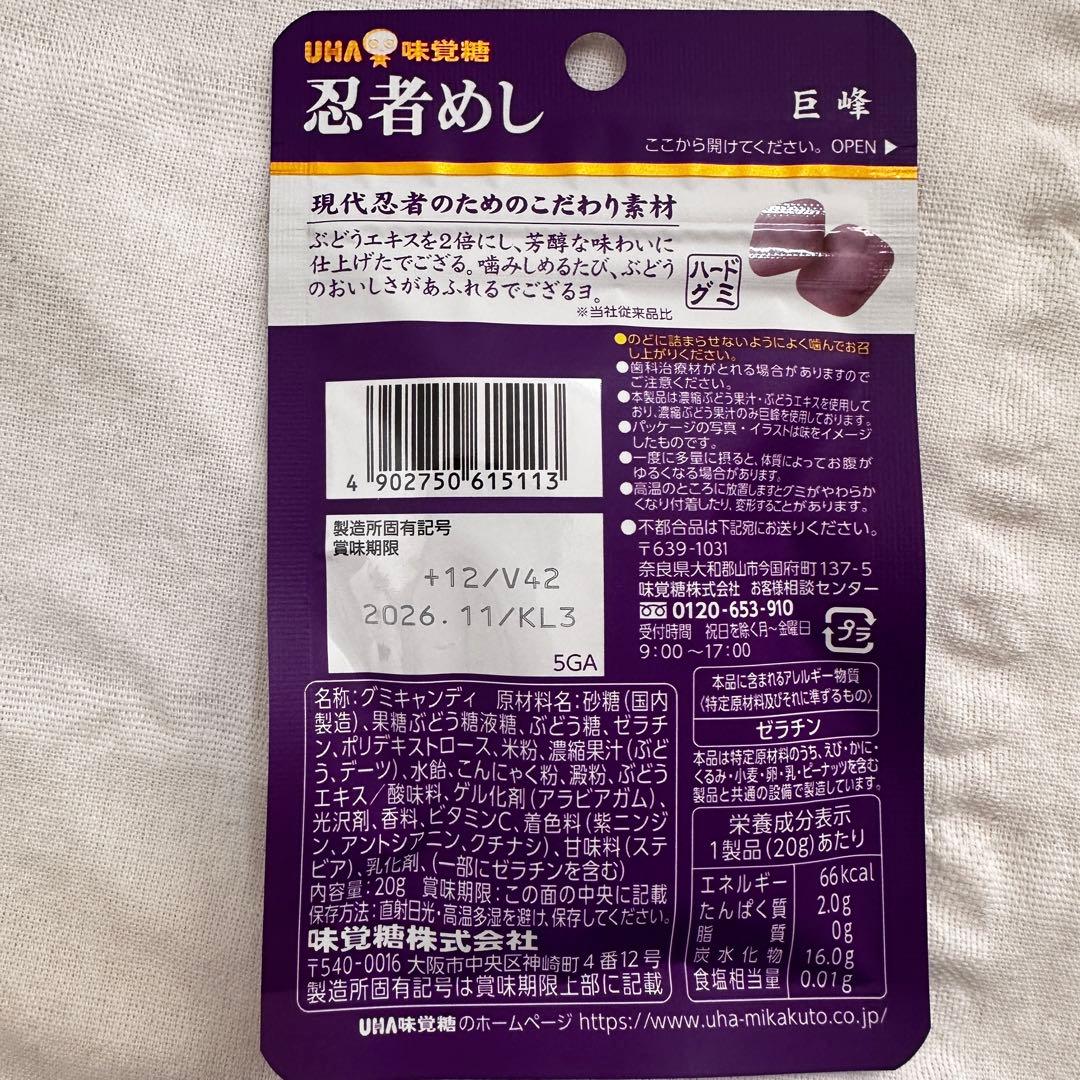 UHA味覚糖
忍者めし
巨峰
ここから開けてください。 OPEN ▶
現代忍者のためのこだわり素材
ぶどうエキスを2倍にし、芳醇な味わいに
仕上げたでござる。噛みしめるたび、ぶどう
のおいしさがあふれるでござるヨ。
※当社従来品比
ハード
グミ
●のどに詰まらせないようによく噛んでお召
し上がりください。
●歯科治療材がとれる場合がありますので
ご注意ください。
●本製品は濃縮ぶどう果汁・ぶどうエキスを使用して
おり、濃縮ぶどう果汁のみ巨峰を使用しております。
●パッケージの写真・イラストは味をイメージ
したものです。
●一度に多量に摂ると、体質によってお腹が
ゆるくなる場合があります。
●高温のところに放置しますとグミがやわらか
くなり付着したり、変形することがあります。
●不都合品は下記宛にお送りください。
〒639-1031
奈良県大和郡山市今国府町137-5
味覚糖株式会社 お客様相談センター
0120-653-910
受付時間 祝日を除く月〜金曜日
9:00〜17:00
プラ
4 902750 615113
製造所固有記号
賞味期限
+12/V42
2026.11/KL3
5GA
名称:グミキャンディ 原材料名:砂糖(国内
製造)、果糖ぶどう糖液糖、ぶどう糖、ゼラチ
ン、ポリデキストロース、米粉、濃縮果汁(ぶど
う、デーツ)、水飴、こんにゃく粉、澱粉、ぶどう
エキス/酸味料、ゲル化剤(アラビアガム)、
光沢剤、香料、ビタミンC、着色料(紫ニンジ
ン、アントシアニン、クチナシ)、甘味料(ステ
ビア)、乳化剤、(一部にゼラチンを含む)
内容量:20g 賞味期限:この面の中央に記載
保存方法:直射日光・高温多湿を避け、保存してください。
味覚糖株式会社
〒540-0016 大阪市中央区神崎町4番12号
製造所固有記号は賞味期限上部に記載
本品に含まれるアレルギー物質
〈特定原材料及びそれに準ずるもの〉
ゼラチン
本品は特定原材料のうち、えび・かに・
くるみ・小麦・卵・乳・ピーナッツを含む
製品と共通の設備で製造しています。
栄養成分表示
1製品(20g)あたり
エネルギー 66kcal
たんぱく質 2.0g
脂質 0g
炭水化物 16.0g
食塩相当量 0.01g
UHA味覚糖のホームページ https://www.uha-mikakuto.co.jp/